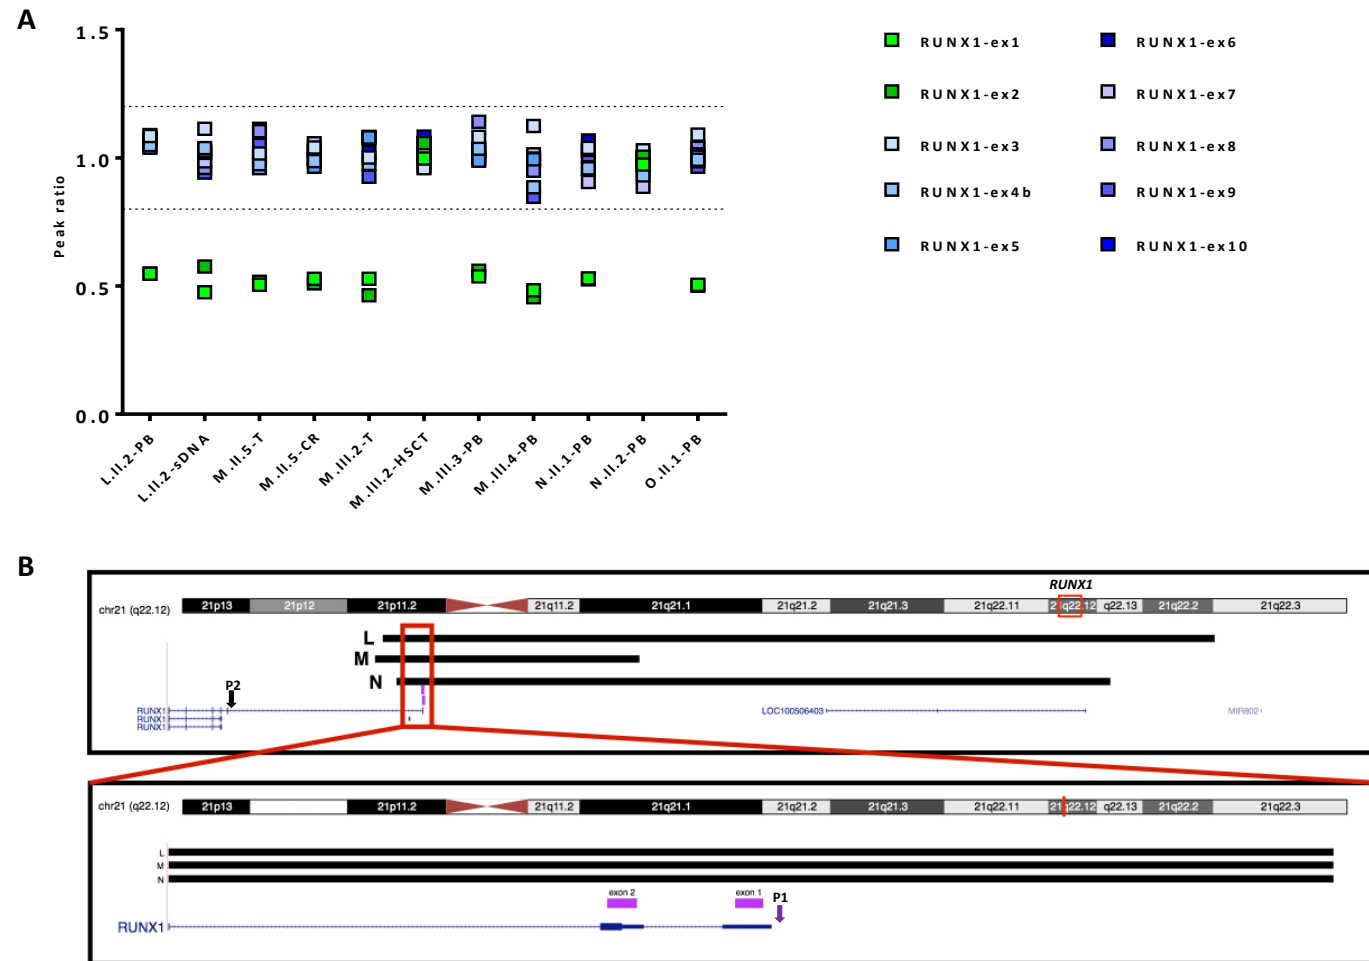 A
1.5
1.0
0.5
0.0
Peak ratio
L.II.2-PB
L.II.2-sDNA
M.II.5-T
M.II.5-CR
M.III.2-T
M.III.2-HSCT
M.III.3-PB
M.III.4-PB
N.II.1-PB
N.II.2-PB
O.II.1-PB
RUNX1-ex1
RUNX1-ex2
RUNX1-ex3
RUNX1-ex4b
RUNX1-ex5
RUNX1-ex6
RUNX1-ex7
RUNX1-ex8
RUNX1-ex9
RUNX1-ex10
B
RUNX1
chr21 (q22.12) 21p13 21p12 21p11.2 21q11.2 21q21.1 21q21.2 21q21.3 21q22.11 21q22.12 q22.13 21q22.2 21q22.3
L
M
N
P2
RUNX1
RUNX1
RUNX1
LOC100506403
MIR802
chr21 (q22.12) 21p13 21p11.2 21q11.2 21q21.1 21q21.2 21q21.3 21q22.11 21q22.12 q22.13 21q22.2 21q22.3
L
M
N
exon 2 exon 1
P1
RUNX1